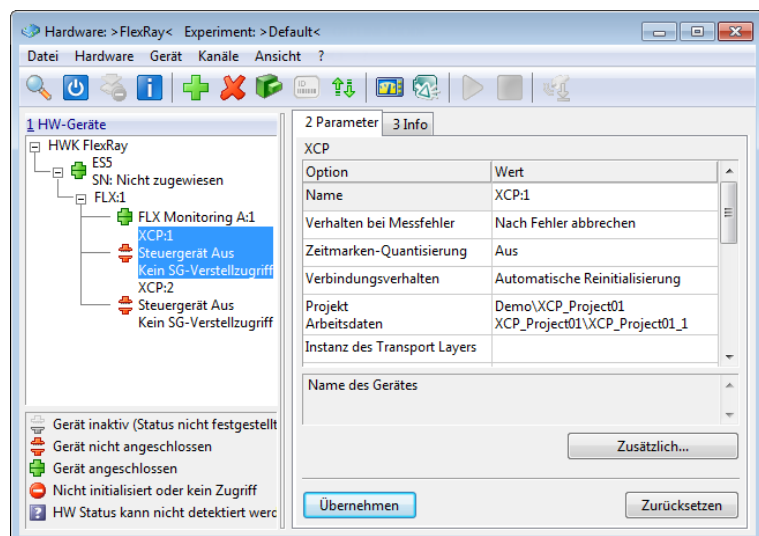 Hardware: >FlexRay< Experiment: >Default<
Datei Hardware Gerät Kanäle Ansicht ?
1 HW-Geräte
HWK FlexRay
ES5
SN: Nicht zugewiesen
FLX:1
FLX Monitoring A:1
XCP:1
Steuergerät Aus
Kein SG-Verstellzugriff
XCP:2
Steuergerät Aus
Kein SG-Verstellzugriff
Gerät inaktiv (Status nicht festgestellt
Gerät nicht angeschlossen
Gerät angeschlossen
Nicht initialisiert oder kein Zugriff
HW Status kann nicht detektiert werd
2 Parameter 3 Info
XCP
Option Wert
Name XCP:1
Verhalten bei Messfehler Nach Fehler abbrechen
Zeitmarken-Quantisierung Aus
Verbindungsverhalten Automatische Reinitialisierung
Projekt Demo\XCP_Project01
Arbeitsdaten XCP_Project01\XCP_Project01_1
Instanz des Transport Layers
Name des Gerätes
Zusätzlich...
Übernehmen Zurücksetzen